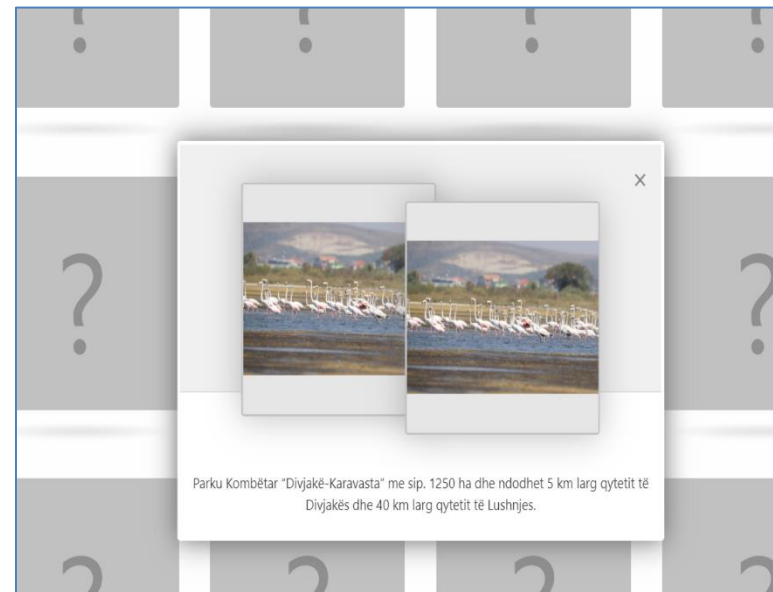 ? ? ? ?
? ?
Parku Kombëtar "Divjakë-Karavasta" me sip. 1250 ha dhe ndodhet 5 km larg qytetit të
Divjakës dhe 40 km larg qytetit të Lushnjes.
? ? ? ?